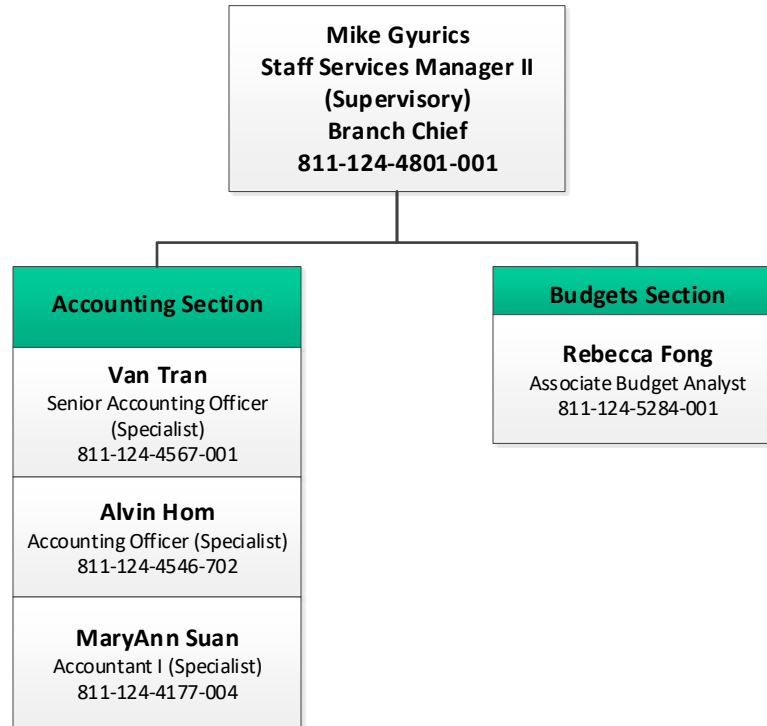 Mike Gyurics
Staff Services Manager II
(Supervisory)
Branch Chief
811-124-4801-001
Accounting Section
Van Tran
Senior Accounting Officer
(Specialist)
811-124-4567-001
Alvin Hom
Accounting Officer (Specialist)
811-124-4546-702
MaryAnn Suan
Accountant I (Specialist)
811-124-4177-004
Budgets Section
Rebecca Fong
Associate Budget Analyst
811-124-5284-001